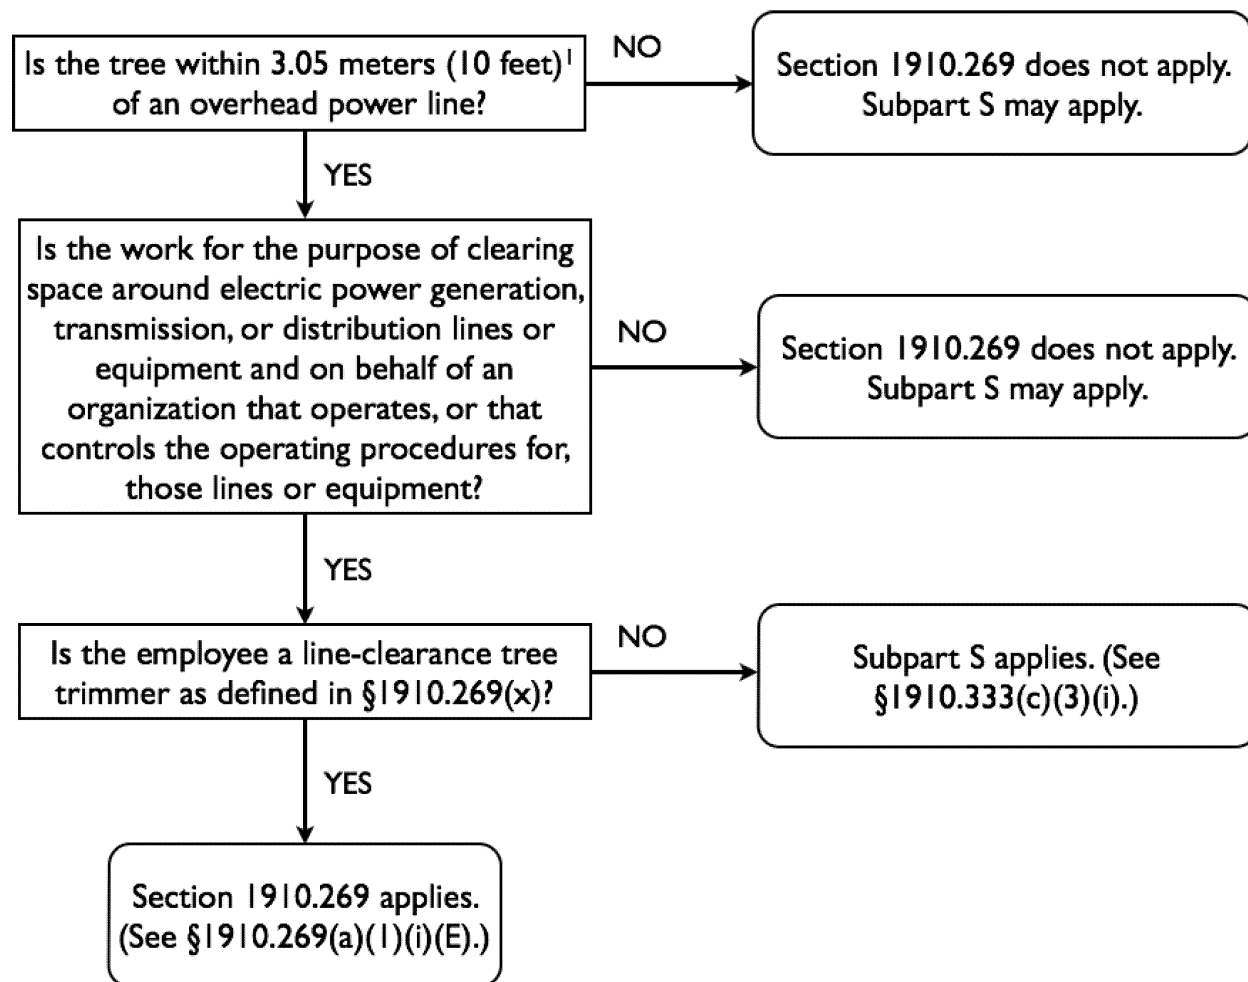 Is the tree within 3.05 meters (10 feet)¹
of an overhead power line?
NO
Section 1910.269 does not apply.
Subpart S may apply.
YES
Is the work for the purpose of clearing
space around electric power generation,
transmission, or distribution lines or
equipment and on behalf of an
organization that operates, or that
controls the operating procedures for,
those lines or equipment?
NO
Section 1910.269 does not apply.
Subpart S may apply.
YES
Is the employee a line-clearance tree
trimmer as defined in §1910.269(x)?
NO
Subpart S applies. (See
§1910.333(c)(3)(i).)
YES
Section 1910.269 applies.
(See §1910.269(a)(1)(i)(E).)